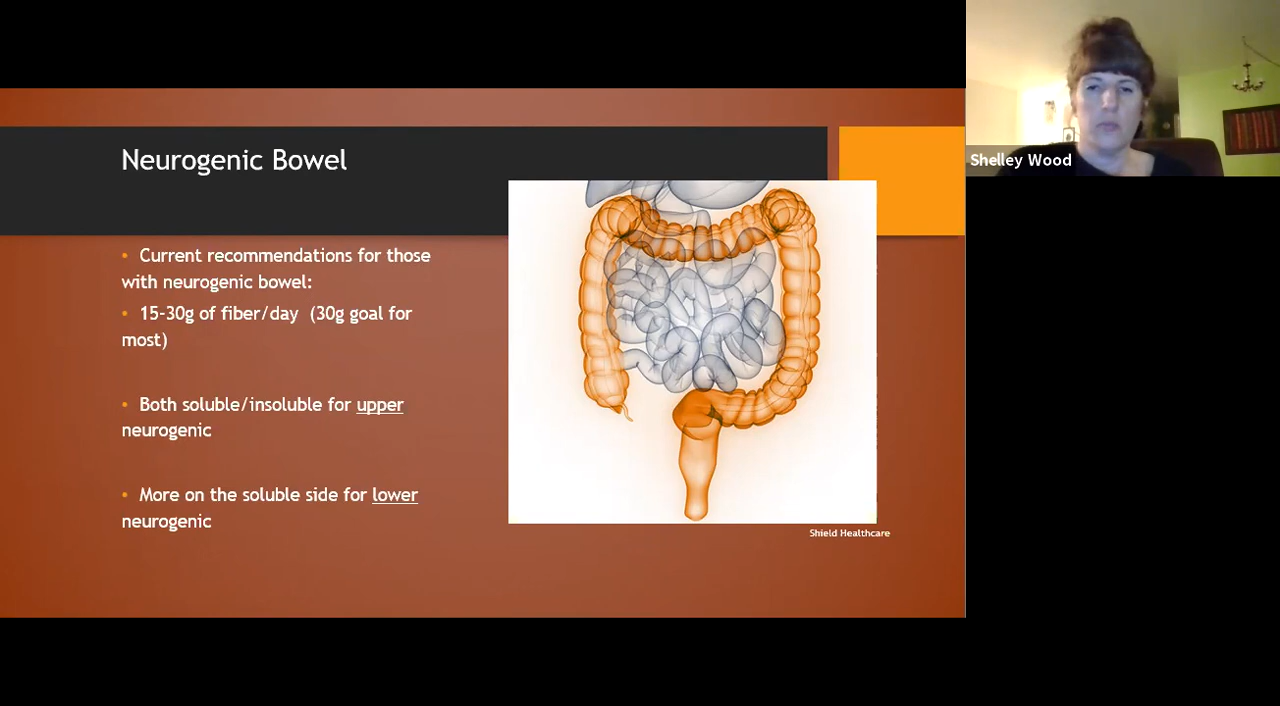 Neurogenic Bowel
• Current recommendations for those
with neurogenic bowel:
• 15-30g of fiber/day (30g goal for
most)
• Both soluble/insoluble for upper
neurogenic
• More on the soluble side for lower
neurogenic
Shield Healthcare
Shelley Wood